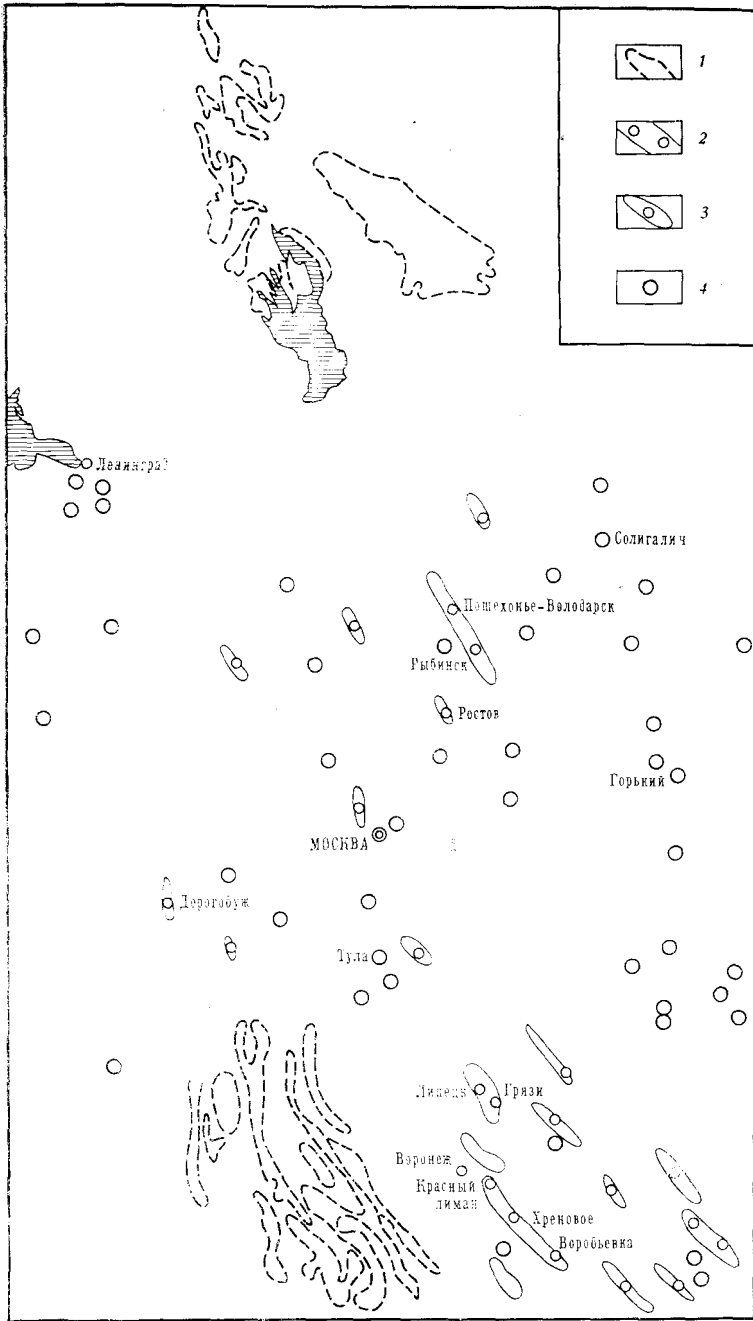 1
2
3
4
Ленинград
Солигалич
Пошехонье-Володарск
Рыбинск
Ростов
Горький
МОСКВА
Дерогобуж
Тула
Липецк
Грязи
Воронеж
Красный
лиман
Хреновое
Воробьевка